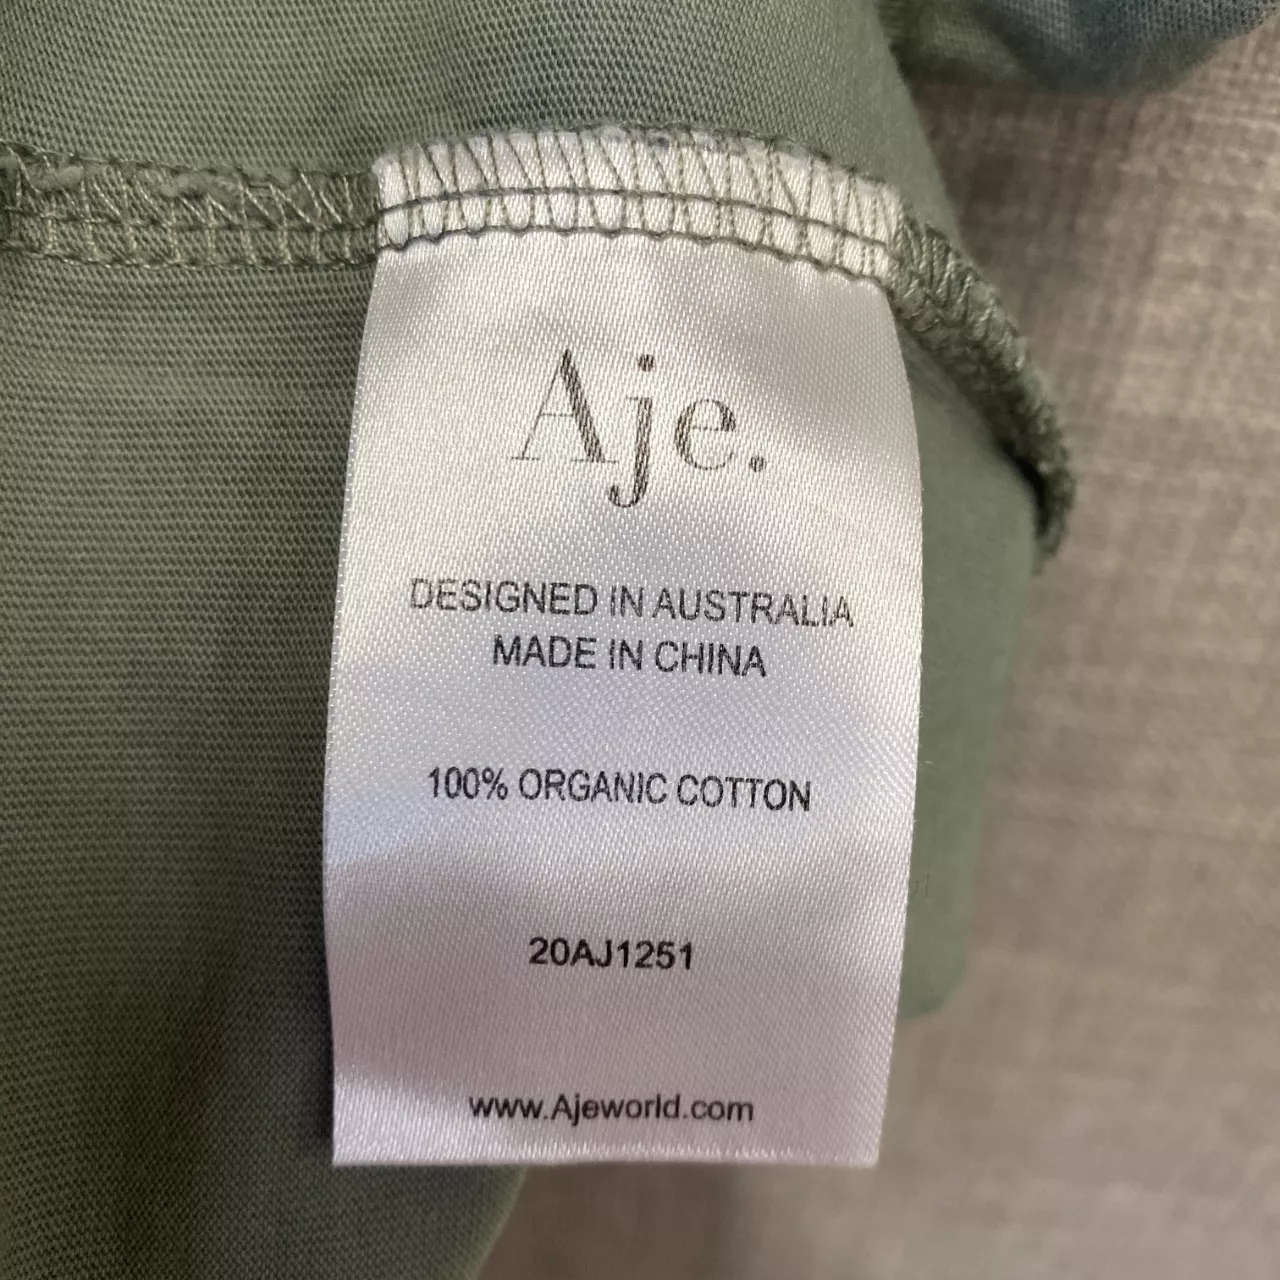 Aje.
DESIGNED IN AUSTRALIA
MADE IN CHINA
100% ORGANIC COTTON
20AJ1251
www.Ajeworld.com